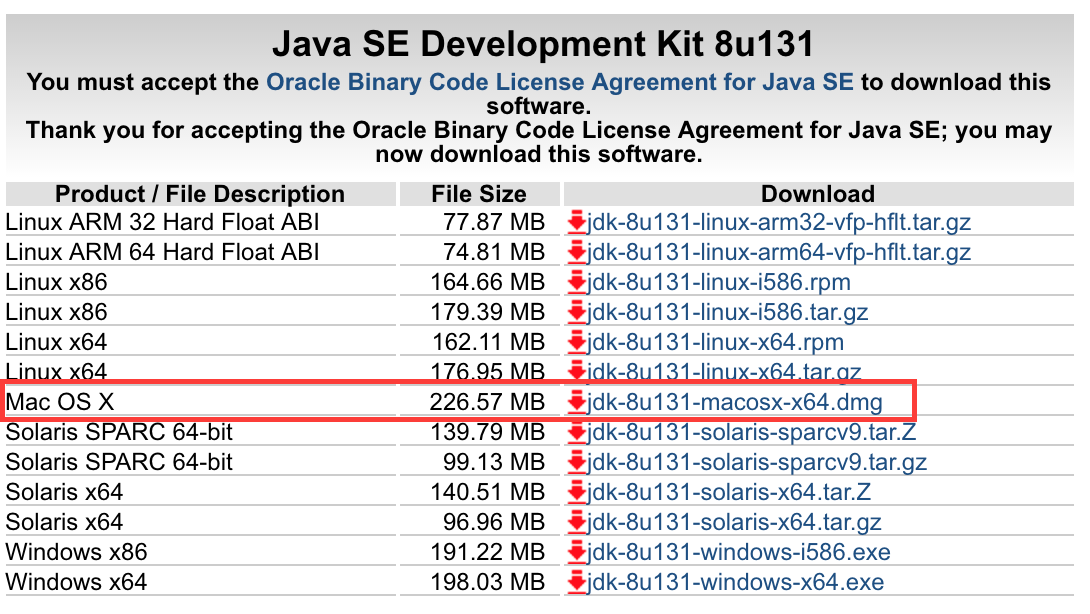 Java SE Development Kit 8u131
You must accept the Oracle Binary Code License Agreement for Java SE to download this
software.
Thank you for accepting the Oracle Binary Code License Agreement for Java SE; you may
now download this software.
Product / File Description File Size Download
Linux ARM 32 Hard Float ABI 77.87 MB jdk-8u131-linux-arm32-vfp-hflt.tar.gz
Linux ARM 64 Hard Float ABI 74.81 MB jdk-8u131-linux-arm64-vfp-hflt.tar.gz
Linux x86 164.66 MB jdk-8u131-linux-i586.rpm
Linux x86 179.39 MB jdk-8u131-linux-i586.tar.gz
Linux x64 162.11 MB jdk-8u131-linux-x64.rpm
Linux x64 176.95 MB jdk-8u131-linux-x64.tar.gz
Mac OS X 226.57 MB jdk-8u131-macosx-x64.dmg
Solaris SPARC 64-bit 139.79 MB jdk-8u131-solaris-sparcv9.tar.Z
Solaris SPARC 64-bit 99.13 MB jdk-8u131-solaris-sparcv9.tar.gz
Solaris x64 140.51 MB jdk-8u131-solaris-x64.tar.Z
Solaris x64 96.96 MB jdk-8u131-solaris-x64.tar.gz
Windows x86 191.22 MB jdk-8u131-windows-i586.exe
Windows x64 198.03 MB jdk-8u131-windows-x64.exe